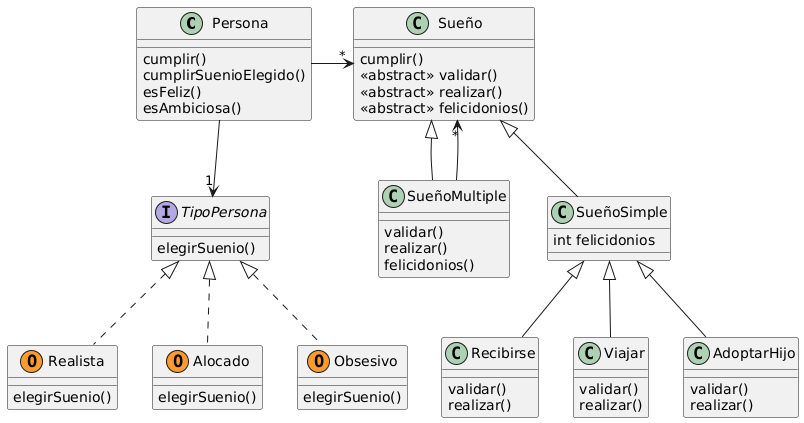 C Persona
cumplir()
cumplirSuenioElegido()
esFeliz()
esAmbiciosa()
*
C Sueño
cumplir()
«abstract» validar()
«abstract» realizar()
«abstract» felicidonios()
*
1
I TipoPersona
elegirSuenio()
C SueñoMultiple
validar()
realizar()
felicidonios()
C SueñoSimple
int felicidonios
O Realista
elegirSuenio()
O Alocado
elegirSuenio()
O Obsesivo
elegirSuenio()
C Recibirse
validar()
realizar()
C Viajar
validar()
realizar()
C AdoptarHijo
validar()
realizar()